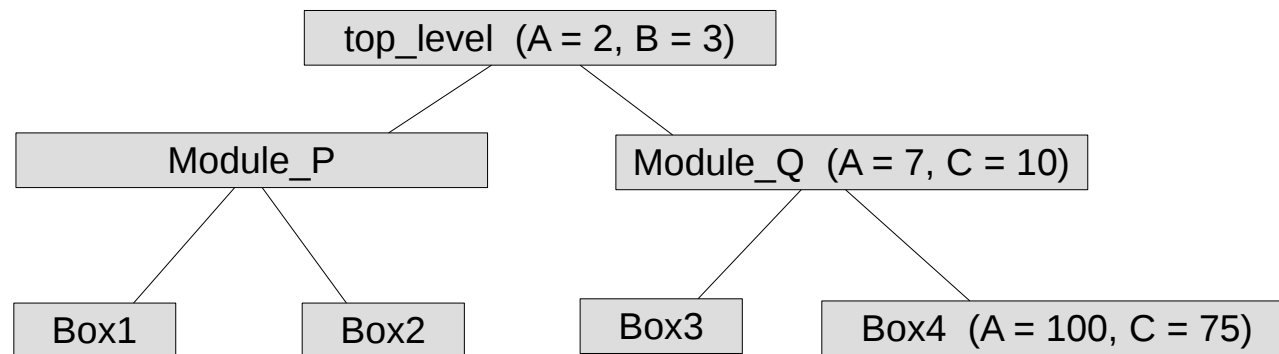 top_level (A = 2, B = 3)
Module_P
Module_Q (A = 7, C = 10)
Box1
Box2
Box3
Box4 (A = 100, C = 75)